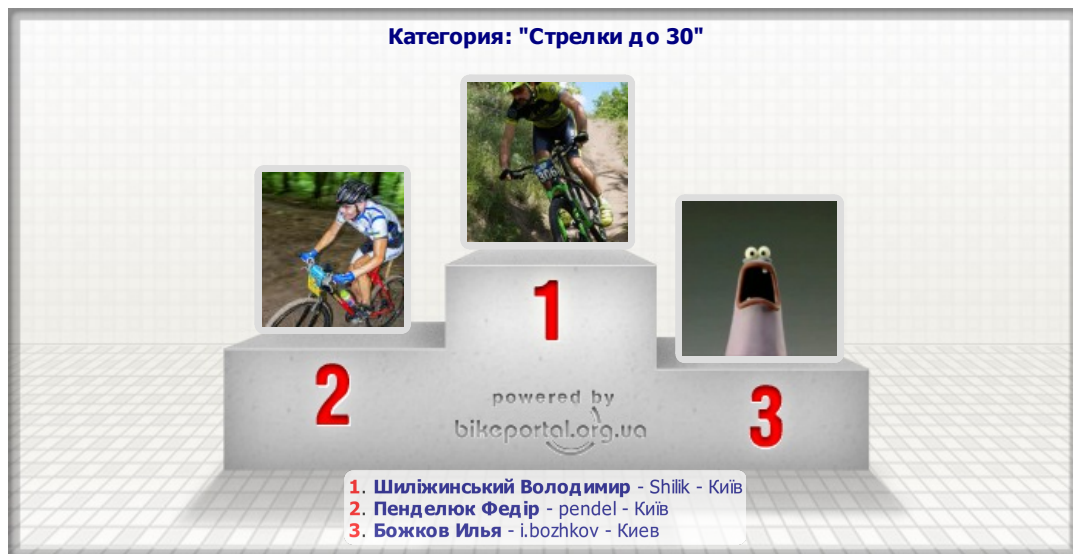 Категория: "Стрелки до 30"
306
1
2
3
powered by
bikeportal.org.ua
1. Шиліжинський Володимир - Shilik - Київ
2. Пенделюк Федір - pendel - Київ
3. Божков Илья - i.bozhkov - Киев